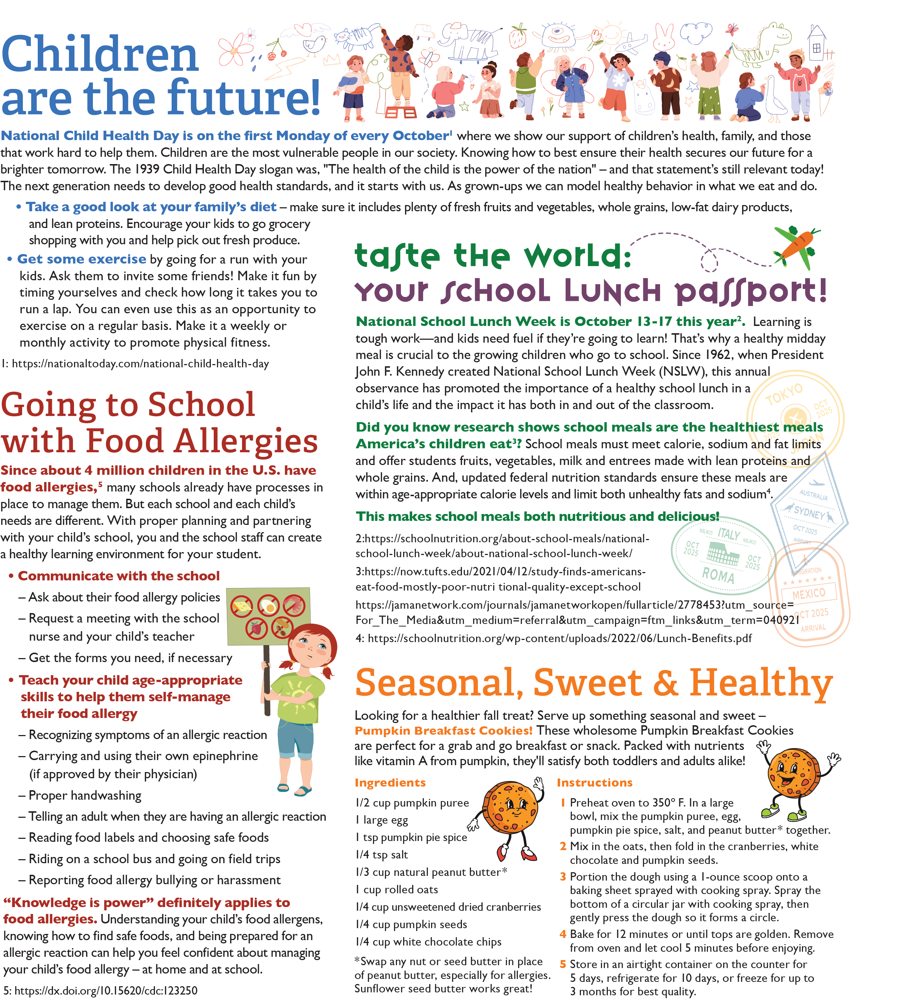 Children
are the future!
National Child Health Day is on the first Monday of every October¹ where we show our support of children’s health, family, and those
that work hard to help them. Children are the most vulnerable people in our society. Knowing how to best ensure their health secures our future for a
brighter tomorrow. The 1939 Child Health Day slogan was, "The health of the child is the power of the nation" – and that statement’s still relevant today!
The next generation needs to develop good health standards, and it starts with us. As grown-ups we can model healthy behavior in what we eat and do.
• Take a good look at your family’s diet – make sure it includes plenty of fresh fruits and vegetables, whole grains, low-fat dairy products,
and lean proteins. Encourage your kids to go grocery
shopping with you and help pick out fresh produce.
• Get some exercise by going for a run with your
kids. Ask them to invite some friends! Make it fun by
timing yourselves and check how long it takes you to
run a lap. You can even use this as an opportunity to
exercise on a regular basis. Make it a weekly or
monthly activity to promote physical fitness.
1: https://nationaltoday.com/national-child-health-day
Going to School
with Food Allergies
Since about 4 million children in the U.S. have
food allergies,⁵ many schools already have processes in
place to manage them. But each school and each child’s
needs are different. With proper planning and partnering
with your child’s school, you and the school staff can create
a healthy learning environment for your student.
• Communicate with the school
– Ask about their food allergy policies
– Request a meeting with the school
nurse and your child’s teacher
– Get the forms you need, if necessary
• Teach your child age-appropriate
skills to help them self-manage
their food allergy
– Recognizing symptoms of an allergic reaction
– Carrying and using their own epinephrine
(if approved by their physician)
– Proper handwashing
– Telling an adult when they are having an allergic reaction
– Reading food labels and choosing safe foods
– Riding on a school bus and going on field trips
– Reporting food allergy bullying or harassment
“Knowledge is power” definitely applies to
food allergies. Understanding your child’s food allergens,
knowing how to find safe foods, and being prepared for an
allergic reaction can help you feel confident about managing
your child’s food allergy – at home and at school.
5: https://dx.doi.org/10.15620/cdc:123250
taste the world:
your school lunch passport!
National School Lunch Week is October 13-17 this year². Learning is
tough work—and kids need fuel if they’re going to learn! That’s why a healthy midday
meal is crucial to the growing children who go to school. Since 1962, when President
John F. Kennedy created National School Lunch Week (NSLW), this annual
observance has promoted the importance of a healthy school lunch in a
child’s life and the impact it has both in and out of the classroom.
Did you know research shows school meals are the healthiest meals
America’s children eat³? School meals must meet calorie, sodium and fat limits
and offer students fruits, vegetables, milk and entrees made with lean proteins and
whole grains. And, updated federal nutrition standards ensure these meals are
within age-appropriate calorie levels and limit both unhealthy fats and sodium⁴.
This makes school meals both nutritious and delicious!
2:https://schoolnutrition.org/about-school-meals/national-
school-lunch-week/about-national-school-lunch-week/
3:https://now.tufts.edu/2021/04/12/study-finds-americans-
eat-food-mostly-poor-nutri tional-quality-except-school
https://jamanetwork.com/journals/jamanetworkopen/fullarticle/2778453?utm_source=
For_The_Media&utm_medium=referral&utm_campaign=ftm_links&utm_term=040921
4: https://schoolnutrition.org/wp-content/uploads/2022/06/Lunch-Benefits.pdf
TOKYO
OCT
2025
2025
JAPAN
AUSTRALIA
SYDNEY
OCT 2025
AIRPORT
NSLW25 ITALY NSLW25
OCT
2025
OCT
2025
ROMA
IMMIGRATION
MEXICO
OCT 2025
ARRIVAL
Seasonal, Sweet & Healthy
Looking for a healthier fall treat? Serve up something seasonal and sweet –
Pumpkin Breakfast Cookies! These wholesome Pumpkin Breakfast Cookies
are perfect for a grab and go breakfast or snack. Packed with nutrients
like vitamin A from pumpkin, they'll satisfy both toddlers and adults alike!
Ingredients
1/2 cup pumpkin puree
1 large egg
1 tsp pumpkin pie spice
1/4 tsp salt
1/3 cup natural peanut butter*
1 cup rolled oats
1/4 cup unsweetened dried cranberries
1/4 cup pumpkin seeds
1/4 cup white chocolate chips
*Swap any nut or seed butter in place
of peanut butter, especially for allergies.
Sunflower seed butter works great!
Instructions
1 Preheat oven to 350° F. In a large
bowl, mix the pumpkin puree, egg,
pumpkin pie spice, salt, and peanut butter* together.
2 Mix in the oats, then fold in the cranberries, white
chocolate and pumpkin seeds.
3 Portion the dough using a 1-ounce scoop onto a
baking sheet sprayed with cooking spray. Spray the
bottom of a circular jar with cooking spray, then
gently press the dough so it forms a circle.
4 Bake for 12 minutes or until tops are golden. Remove
from oven and let cool 5 minutes before enjoying.
5 Store in an airtight container on the counter for
5 days, refrigerate for 10 days, or freeze for up to
3 months for best quality.